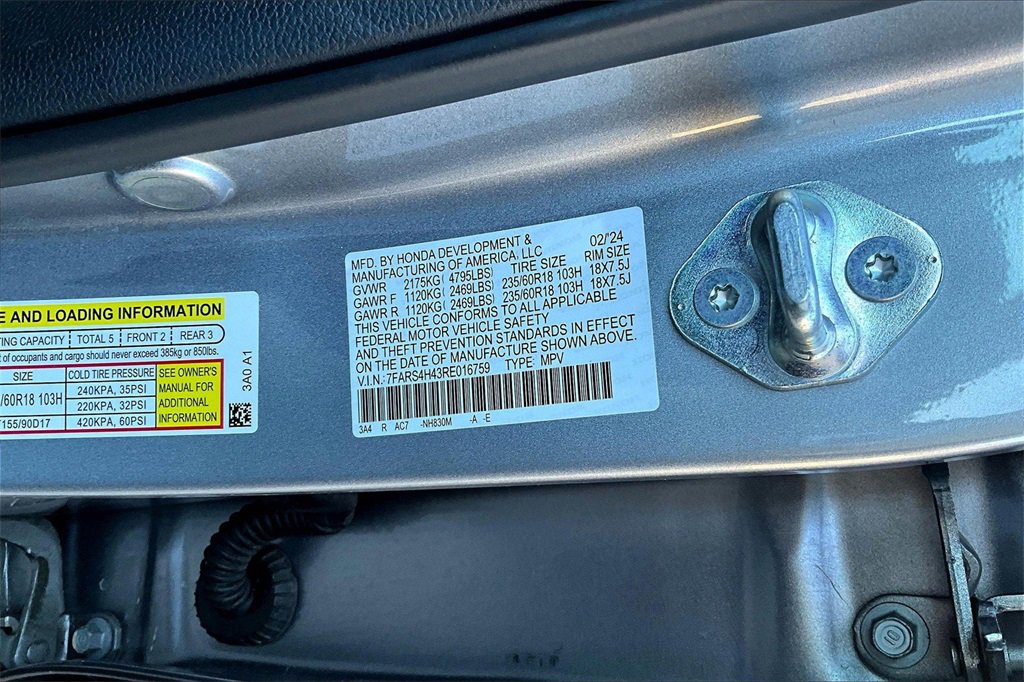 E AND LOADING INFORMATION
TING CAPACITY TOTAL 5 FRONT 2 REAR 3
t of occupants and cargo should never exceed 385kg or 850lbs.
SIZE COLD TIRE PRESSURE SEE OWNER'S
MANUAL FOR
ADDITIONAL
INFORMATION
/60R18 103H 240KPA, 35PSI
220KPA, 32PSI
T155/90D17 420KPA, 60PSI
3A0 A1
MFD. BY HONDA DEVELOPMENT & 02/'24
MANUFACTURING OF AMERICA, LLC
GVWR 2175KG( 4795LBS) TIRE SIZE RIM SIZE
GAWR F 1120KG( 2469LBS) 235/60R18 103H 18X7.5J
GAWR R 1120KG( 2469LBS) 235/60R18 103H 18X7.5J
THIS VEHICLE CONFORMS TO ALL APPLICABLE
FEDERAL MOTOR VEHICLE SAFETY
AND THEFT PREVENTION STANDARDS IN EFFECT
ON THE DATE OF MANUFACTURE SHOWN ABOVE.
V.I.N.: 7FARS4H43RE016759 TYPE: MPV
3A4 R AC7 -NH830M -A -E
10